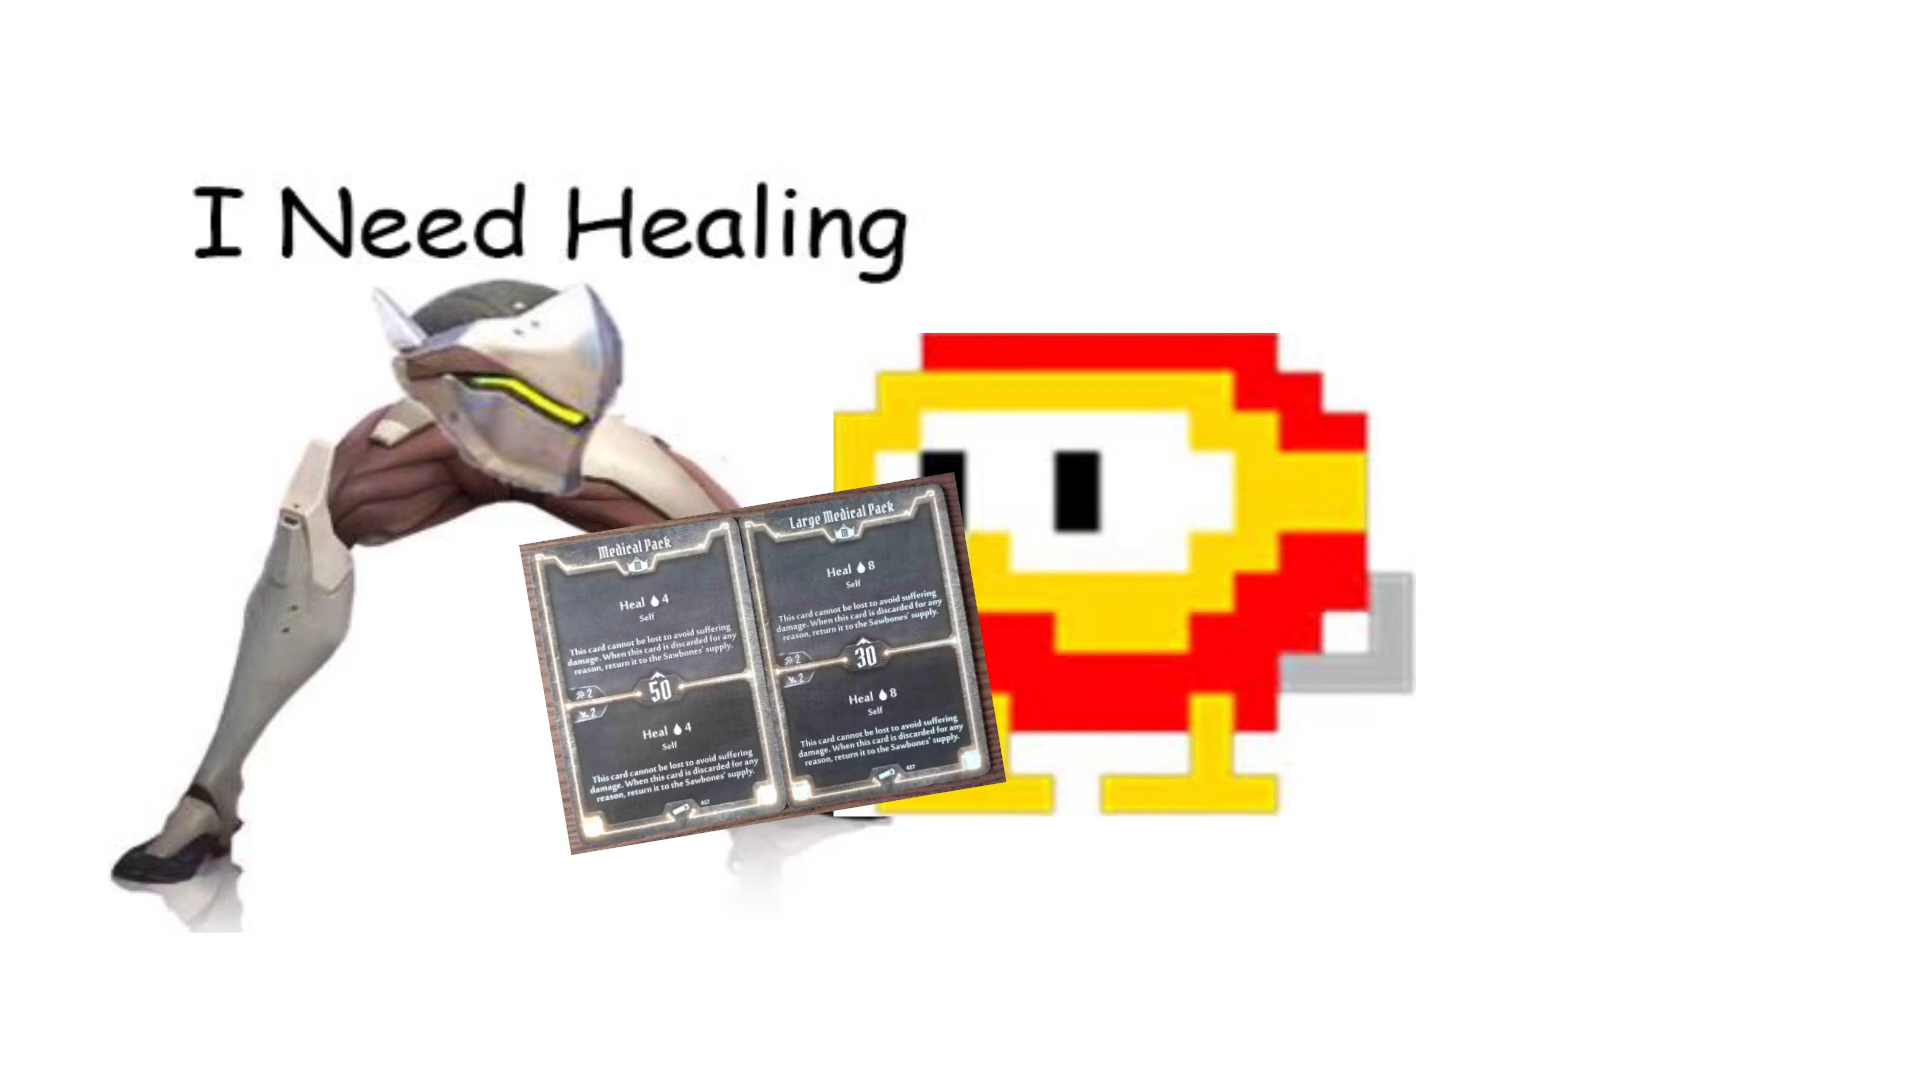 I Need Healing
Medical Pack
Heal 4
Self
This card cannot be lost to avoid suffering
damage. When this card is discarded for any
reason, return it to the Sawbones' supply.
2
50
2
Heal 4
Self
This card cannot be lost to avoid suffering
damage. When this card is discarded for any
reason, return it to the Sawbones' supply.
Large Medical Pack
Heal 8
Self
This card cannot be lost to avoid suffering
damage. When this card is discarded for any
reason, return it to the Sawbones' supply.
2
30
2
Heal 8
Self
This card cannot be lost to avoid suffering
damage. When this card is discarded for any
reason, return it to the Sawbones' supply.